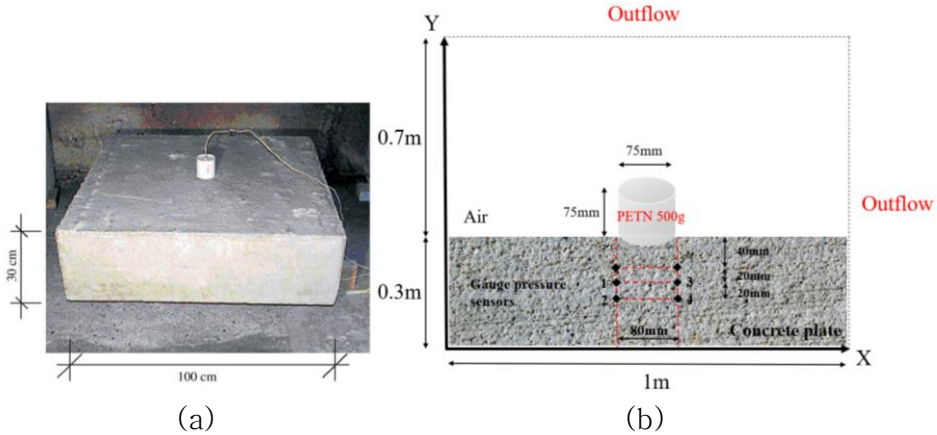 Outflow
Y
0.7m
75mm
75mm
PETN 500g
Air
Outflow
30 cm
0.3m
40mm
20mm
20mm
Gauge pressure
sensors
1
3
2
4
80mm
Concrete plate
X
100 cm
1m
(a)
(b)